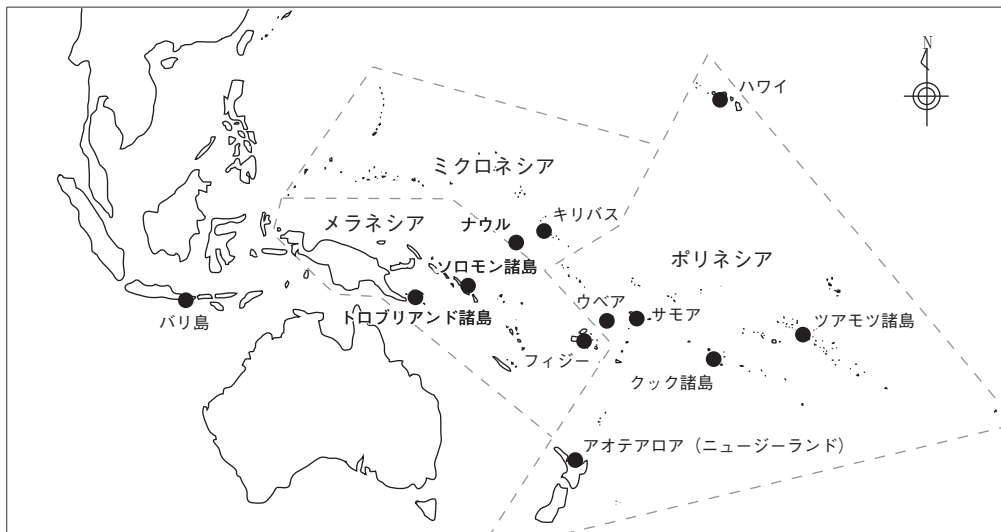 N
ハワイ
ミクロネシア
キリバス
ナウル
メラネシア
ソロモン諸島
ポリネシア
ウベア
サモア
トロブリアンド諸島
バリ島
ツアモツ諸島
フィジー
クック諸島
アオテアロア（ニュージーランド）